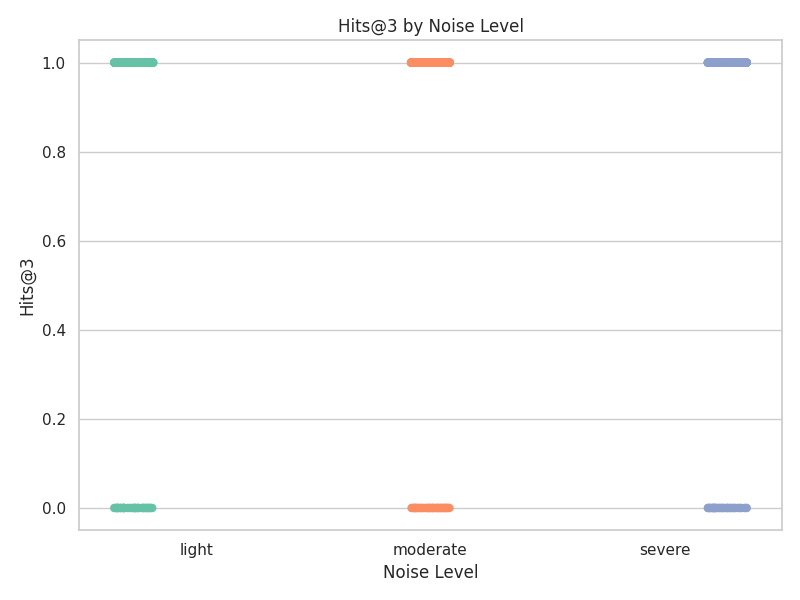 Hits@3 by Noise Level
1.0
0.8
0.6
0.4
0.2
0.0
Hits@3
light
moderate
severe
Noise Level